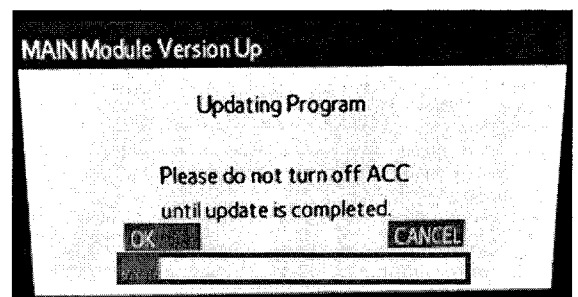 MAIN Module Version Up
Updating Program
Please do not turn off ACC
until update is completed.
OK
CANCEL